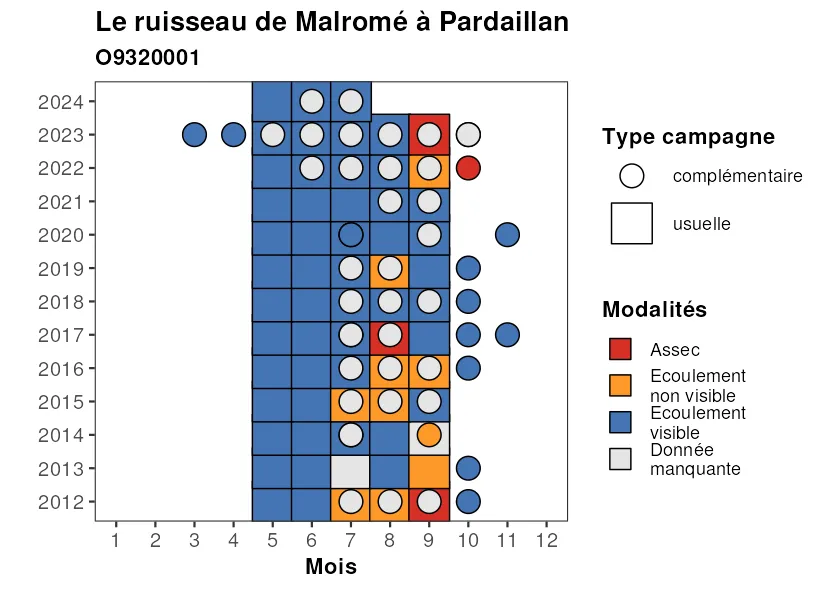 Le ruisseau de Malromé à Pardaillan
O9320001
2024
2023
2022
2021
2020
2019
2018
2017
2016
2015
2014
2013
2012
1 2 3 4 5 6 7 8 9 10 11 12
Mois
Type campagne
complémentaire
usuelle
Modalités
Assec
Ecoulement
non visible
Ecoulement
visible
Donnée
manquante